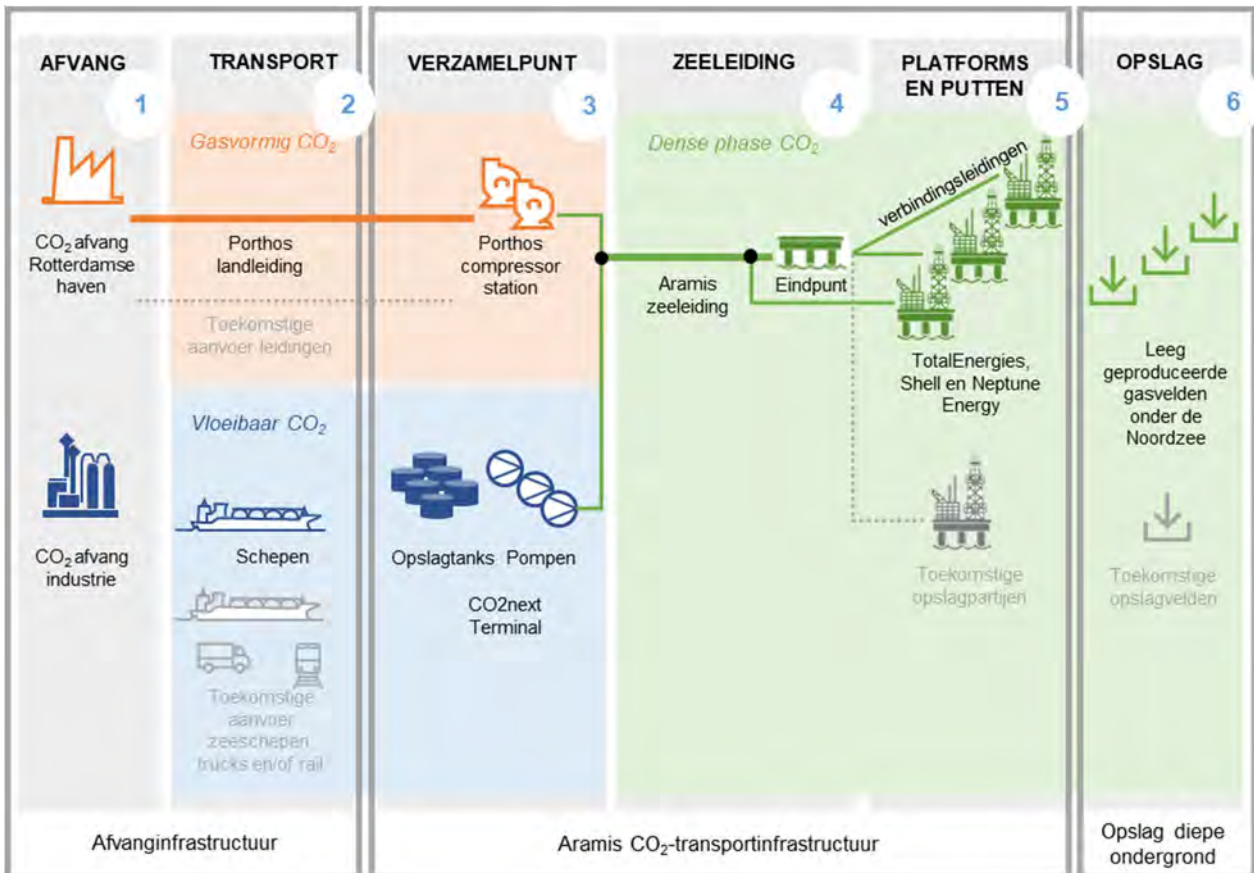 AFVANG
TRANSPORT
VERZAMELPUNT
ZEELEIDING
PLATFORMS
EN PUTTEN
OPSLAG
1
2
3
4
5
6
Gasvormig CO2
Dense phase CO2
verbindingsleidingen
CO2 afvang
Rotterdamse
haven
Porthos
landleiding
Porthos
compressor
station
Aramis
zeeleiding
Eindpunt
Toekomstige
aanvoer leidingen
TotalEnergies,
Shell en Neptune
Energy
Leeg
geproduceerde
gasvelden
onder de
Noordzee
Vloeibaar CO2
CO2 afvang
industrie
Schepen
Opslagtanks Pompen
CO2next
Terminal
Toekomstige
opslagpartijen
Toekomstige
opslagvelden
Toekomstige
aanvoer
zeeschepen
trucks en/of rail
Afvanginfrastructuur
Aramis CO2-transportinfrastructuur
Opslag diepe
ondergrond